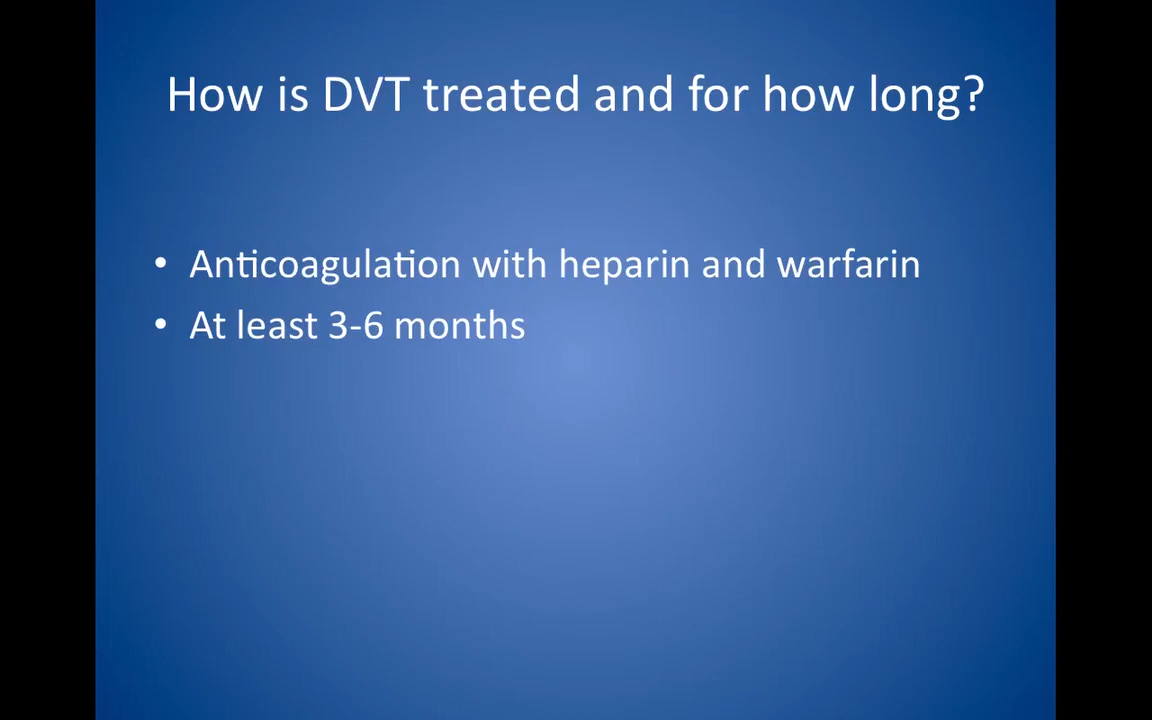 How is DVT treated and for how long?
• Anticoagulation with heparin and warfarin
• At least 3-6 months